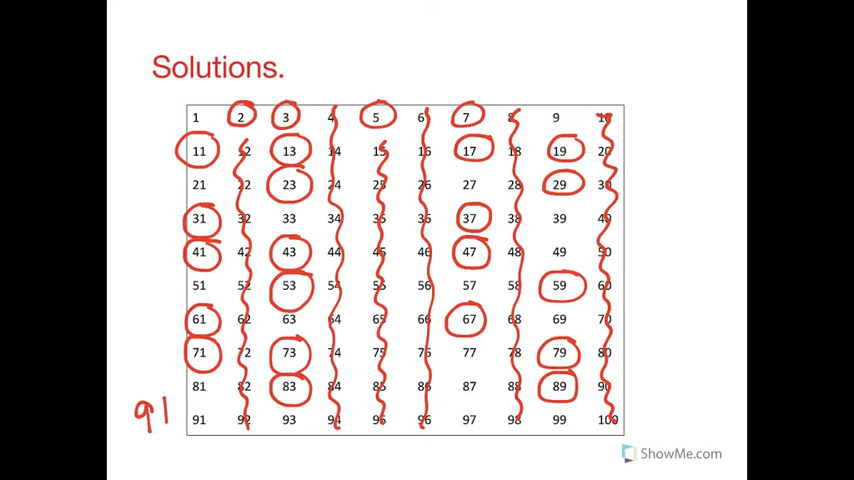 Solutions.
1 2 3 4 5 6 7 8 9 10
11 12 13 14 15 16 17 18 19 20
21 22 23 24 25 26 27 28 29 30
31 32 33 34 35 36 37 38 39 40
41 42 43 44 45 46 47 48 49 50
51 52 53 54 55 56 57 58 59 60
61 62 63 64 65 66 67 68 69 70
71 72 73 74 75 76 77 78 79 80
81 82 83 84 85 86 87 88 89 90
91 92 93 94 95 96 97 98 99 100
91
ShowMe.com